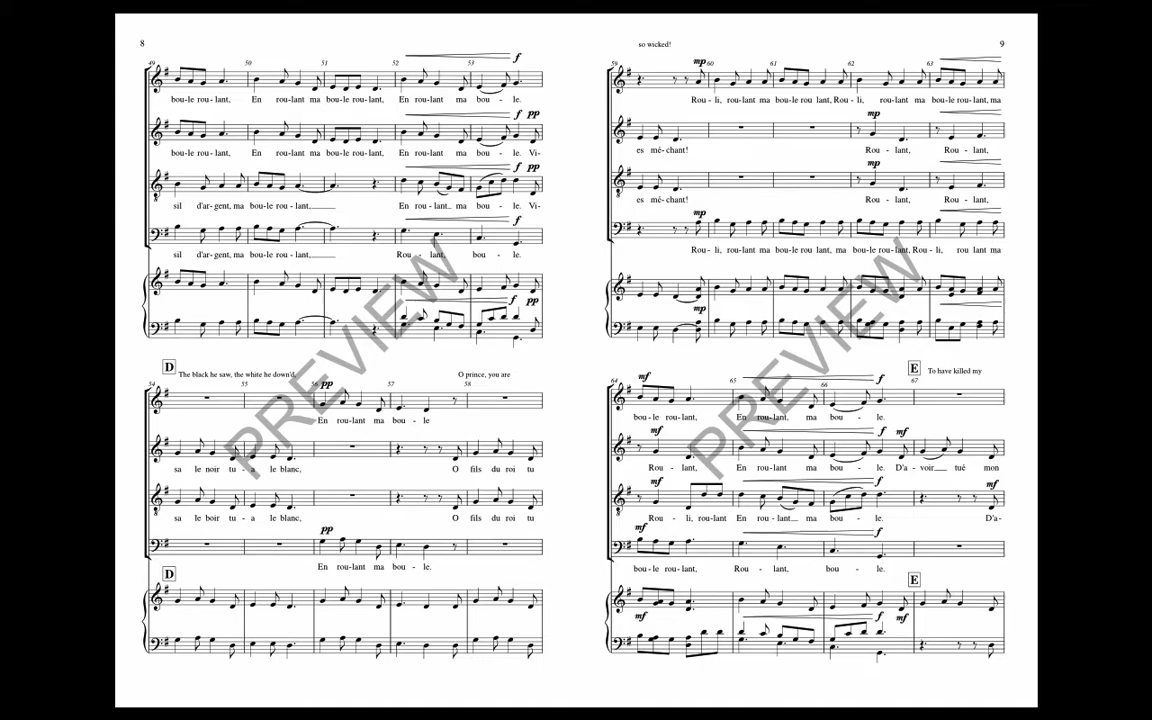 8
49 50 51 52 53
f
bou-le rou-lant, En rou-lant ma bou-le rou-lant, En rou-lant ma bou - le.
f pp
bou-le rou-lant, En rou-lant ma bou-le rou-lant, En rou-lant ma bou - le. Vi-
f pp
sil d'ar-gent, ma bou-le rou-lant, En rou-lant ma bou - le. Vi-
f
sil d'ar-gent, ma bou-le rou-lant, Rou - lant, bou - le.
f pp
D The black he saw, the white he down'd, O prince, you are
54 55 56 57 58
pp
En rou-lant ma bou - le
sa le noir tu - a le blanc, O fils du roi tu
sa le boir tu - a le blanc, O fils du roi tu
pp
En rou-lant ma bou - le.
D
PREVIEW
so wicked! 9
59 60 61 62 63
mp
Rou - li, rou-lant ma bou-le rou lant, Rou - li, rou-lant ma bou-le rou-lant, ma
mp
es mé-chant! Rou - lant, Rou - lant,
mp
es mé-chant! Rou - lant, Rou - lant,
mp
Rou - li, rou-lant ma bou-le rou lant, ma bou-le rou-lant, Rou - li, rou lant ma
mp
64 65 66 E To have killed my
67
mf f
bou-le rou-lant, En rou-lant ma bou - le.
mf f mf
Rou - lant, En rou-lant ma bou - le. D'a-voir tué mon
mf f mf
Rou - li, rou-lant En rou-lant ma bou - le. D'a-
mf f
bou-le rou-lant, Rou - lant, bou - le.
E
mf f mf
PREVIEW